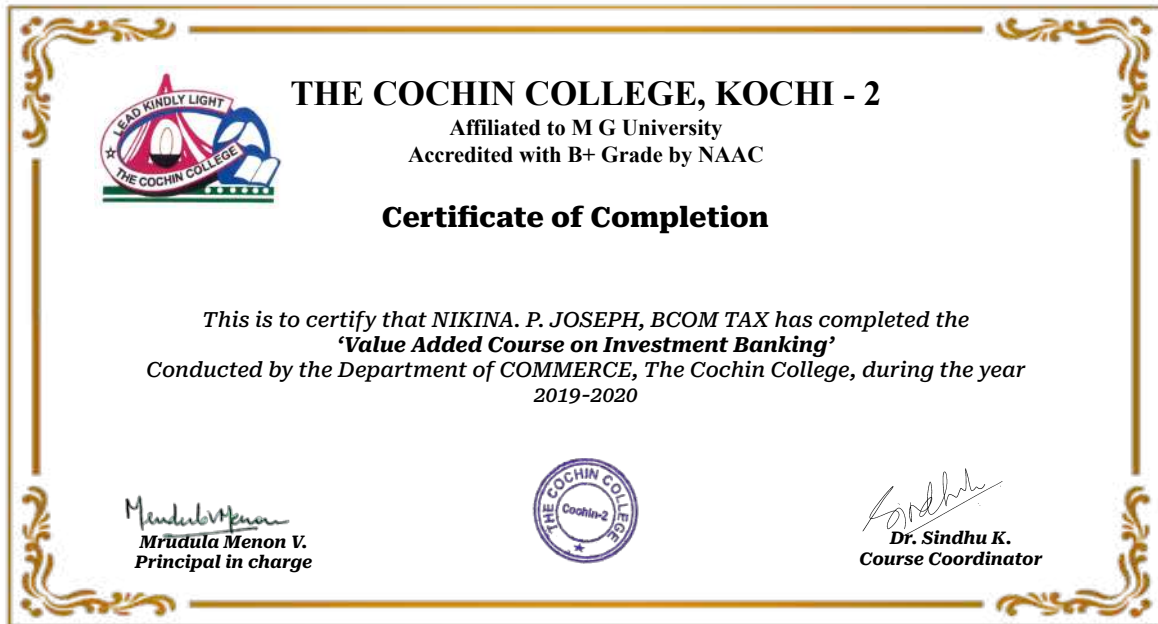 LEAD KINDLY LIGHT
THE COCHIN COLLEGE
THE COCHIN COLLEGE, KOCHI - 2
Affiliated to M G University
Accredited with B+ Grade by NAAC
Certificate of Completion
This is to certify that NIKINA. P. JOSEPH, BCOM TAX has completed the
‘Value Added Course on Investment Banking’
Conducted by the Department of COMMERCE, The Cochin College, during the year
2019-2020
THE COCHIN COLLEGE
Cochin-2
Sindhu
Mrudula Menon V.
Principal in charge
Dr. Sindhu K.
Course Coordinator